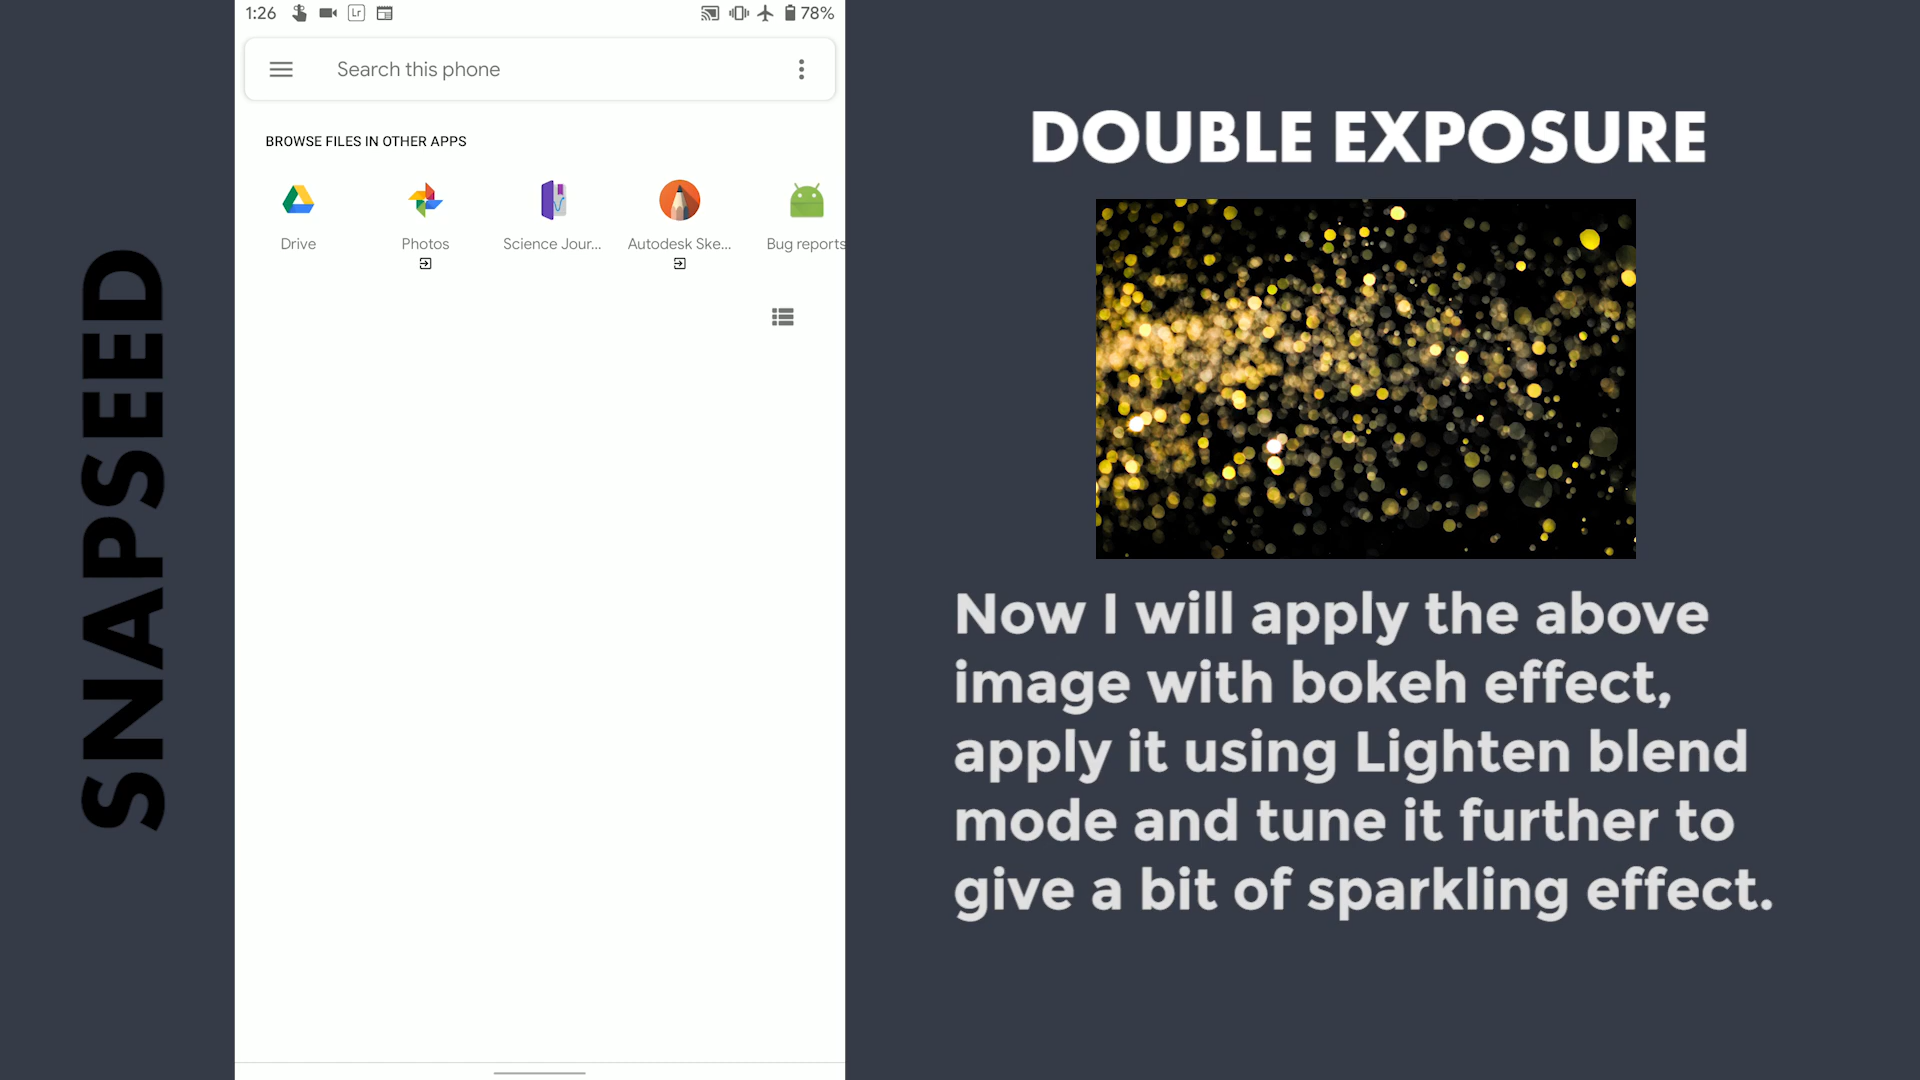 SNAPSEED
1:26
Lr
78%
Search this phone
BROWSE FILES IN OTHER APPS
Drive
Photos
Science Jour...
Autodesk Ske...
Bug reports
DOUBLE EXPOSURE
Now I will apply the above
image with bokeh effect,
apply it using Lighten blend
mode and tune it further to
give a bit of sparkling effect.